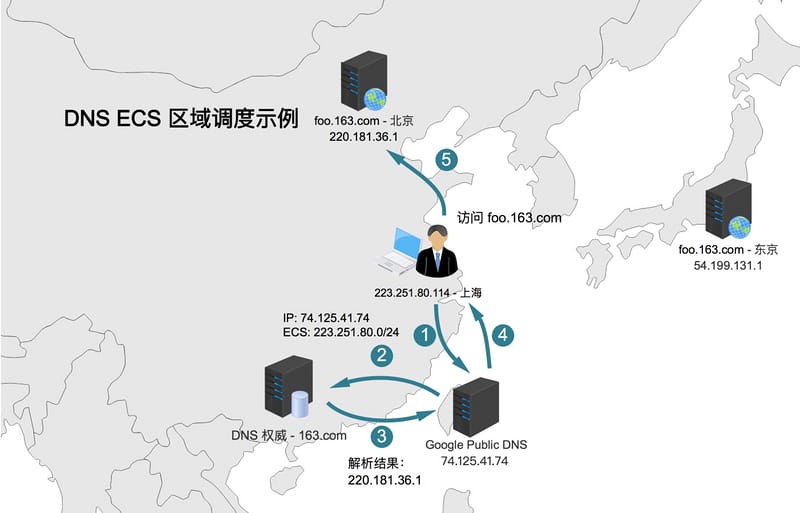 DNS ECS 区域调度示例
foo.163.com - 北京
220.181.36.1
5
访问 foo.163.com
foo.163.com - 东京
54.199.131.1
223.251.80.114 - 上海
IP: 74.125.41.74
ECS: 223.251.80.0/24
1
4
2
DNS 权威 - 163.com
3
Google Public DNS
74.125.41.74
解析结果：
220.181.36.1